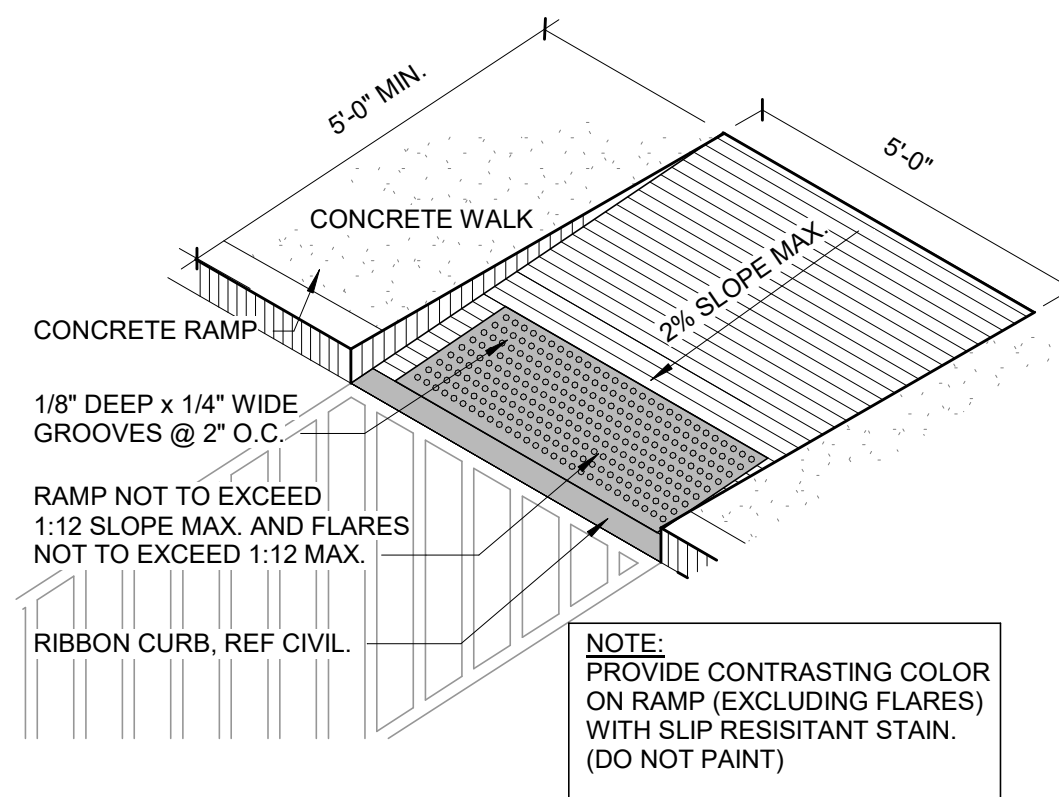 5'-0" MIN.
5'-0"
CONCRETE WALK
2% SLOPE MAX.
CONCRETE RAMP
1/8" DEEP x 1/4" WIDE
GROOVES @ 2" O.C.
RAMP NOT TO EXCEED
1:12 SLOPE MAX. AND FLARES
NOT TO EXCEED 1:12 MAX.
RIBBON CURB, REF CIVIL.
NOTE:
PROVIDE CONTRASTING COLOR
ON RAMP (EXCLUDING FLARES)
WITH SLIP RESISITANT STAIN.
(DO NOT PAINT)